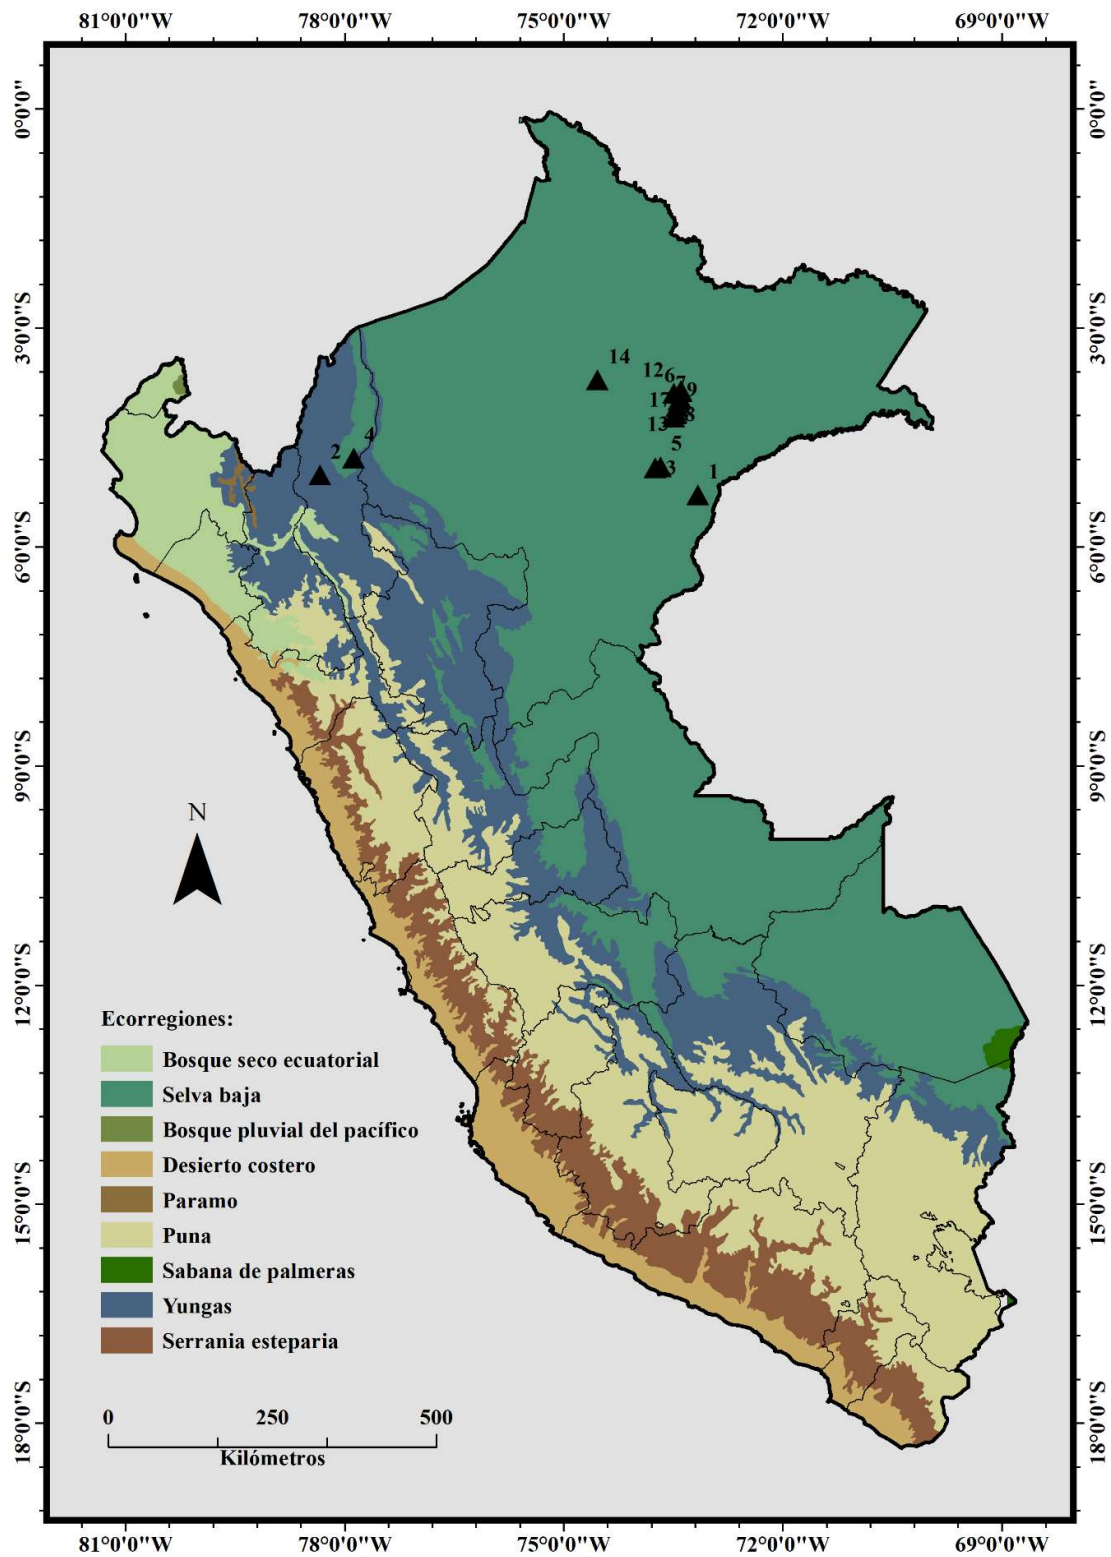 81°0'0"W 78°0'0"W 75°0'0"W 72°0'0"W 69°0'0"W
0°0'0" 0°0'0"
3°0'0"S 3°0'0"S
14
12 6 7 9
17
13 8
5
4
2 3 1
6°0'0"S 6°0'0"S
9°0'0"S 9°0'0"S
N
12°0'0"S 12°0'0"S
Ecorregiones:
Bosque seco ecuatorial
Selva baja
Bosque pluvial del pacífico
Desierto costero
Paramo
15°0'0"S 15°0'0"S
Puna
Sabana de palmeras
Yungas
Serrania esteparia
0 250 500
18°0'0"S 18°0'0"S
Kilómetros
81°0'0"W 78°0'0"W 75°0'0"W 72°0'0"W 69°0'0"W